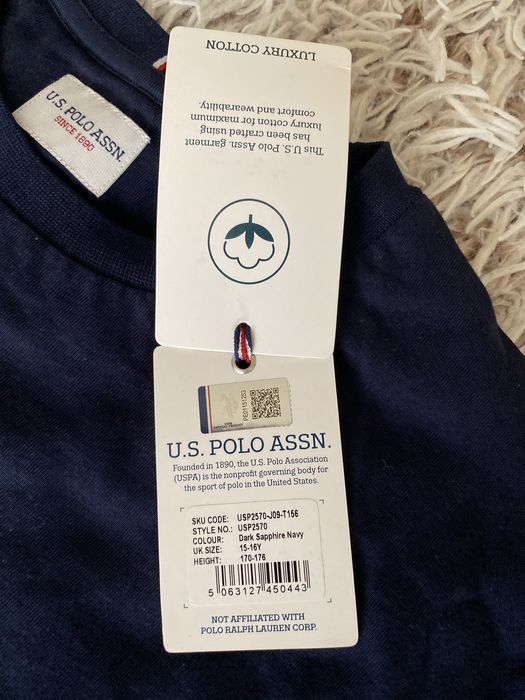 U.S. POLO ASSN.
SINCE 1890
LUXURY COTTON
This U.S. Polo Assn. garment
has been crafted using
luxury cotton for maximum
comfort and wearability.
PE01151253
U.S. POLO ASSN.
Founded in 1890, the U.S. Polo Association
(USPA) is the nonprofit governing body for
the sport of polo in the United States.
SKU CODE: USP2570-J09-T156
STYLE NO.: USP2570
COLOUR: Dark Sapphire Navy
UK SIZE: 15-16Y
HEIGHT: 170-176
5 063127 450443
NOT AFFILIATED WITH
POLO RALPH LAUREN CORP.